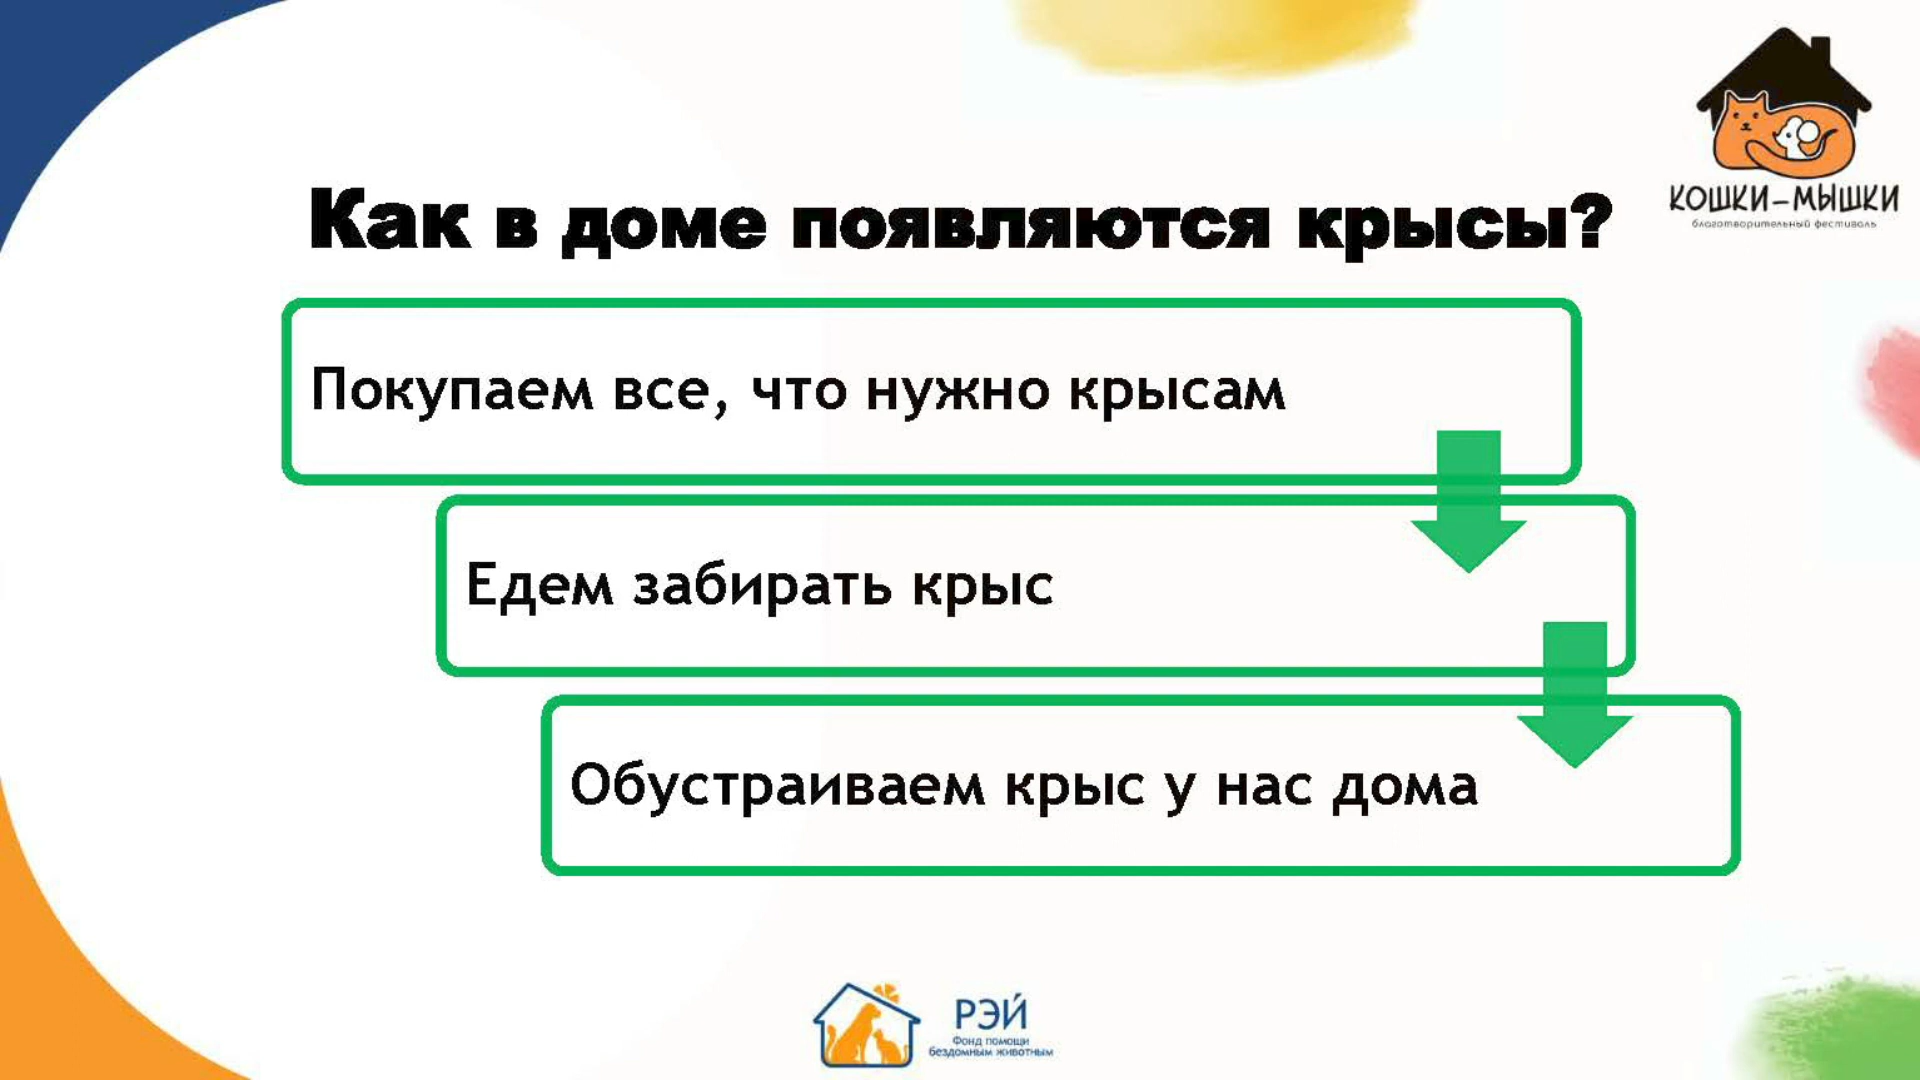 КОШКИ-МЫШКИ
благотворительный фестиваль
Как в доме появляются крысы?
Покупаем все, что нужно крысам
Едем забирать крыс
Обустраиваем крыс у нас дома
РЭЙ
Фонд помощи
бездомным животным